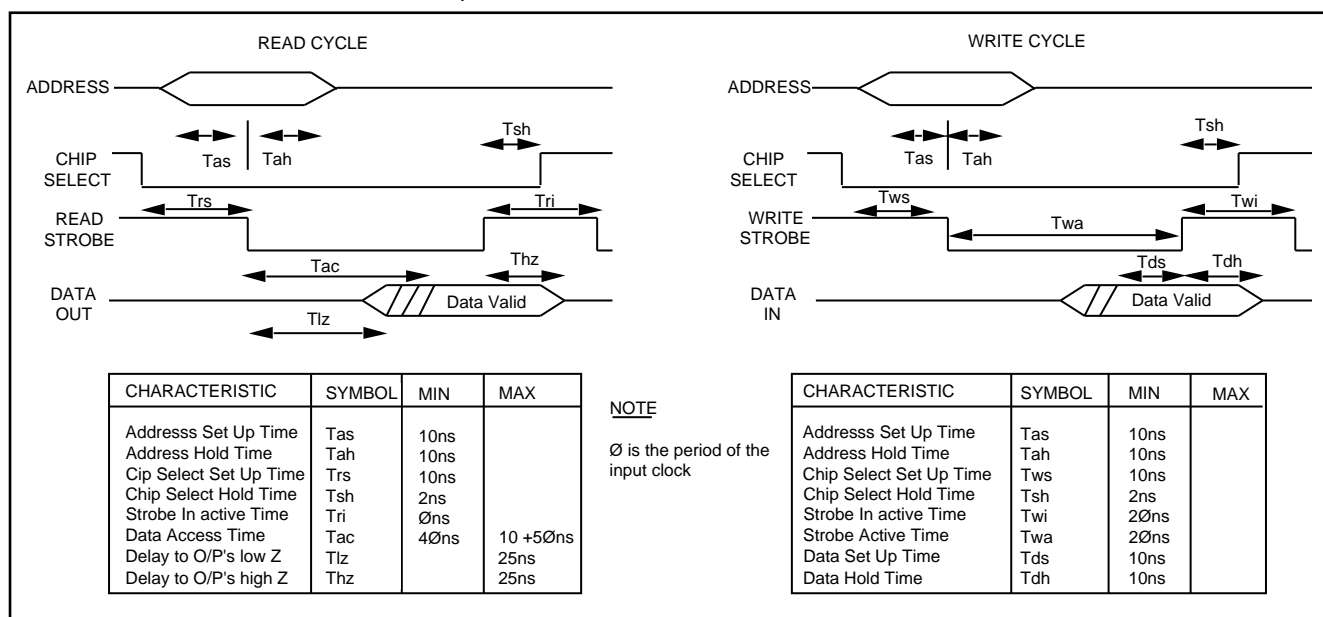 READ CYCLE
ADDRESS
Tas
Tah
Tsh
CHIP
SELECT
Trs
Tri
READ
STROBE
Tac
Thz
DATA
OUT
Data Valid
Tlz
CHARACTERISTIC SYMBOL MIN MAX
Addresss Set Up Time Tas 10ns
Address Hold Time Tah 10ns
Cip Select Set Up Time Trs 10ns
Chip Select Hold Time Tsh 2ns
Strobe In active Time Tri Øns
Data Access Time Tac 4Øns 10 +5Øns
Delay to O/P's low Z Tlz 25ns
Delay to O/P's high Z Thz 25ns
NOTE
Ø is the period of the
input clock
WRITE CYCLE
ADDRESS
Tas
Tah
Tsh
CHIP
SELECT
Tws
Twi
WRITE
STROBE
Twa
Tds
Tdh
DATA
IN
Data Valid
CHARACTERISTIC SYMBOL MIN MAX
Addresss Set Up Time Tas 10ns
Address Hold Time Tah 10ns
Chip Select Set Up Time Tws 10ns
Chip Select Hold Time Tsh 2ns
Strobe In active Time Twi 2Øns
Strobe Active Time Twa 2Øns
Data Set Up Time Tds 10ns
Data Hold Time Tdh 10ns